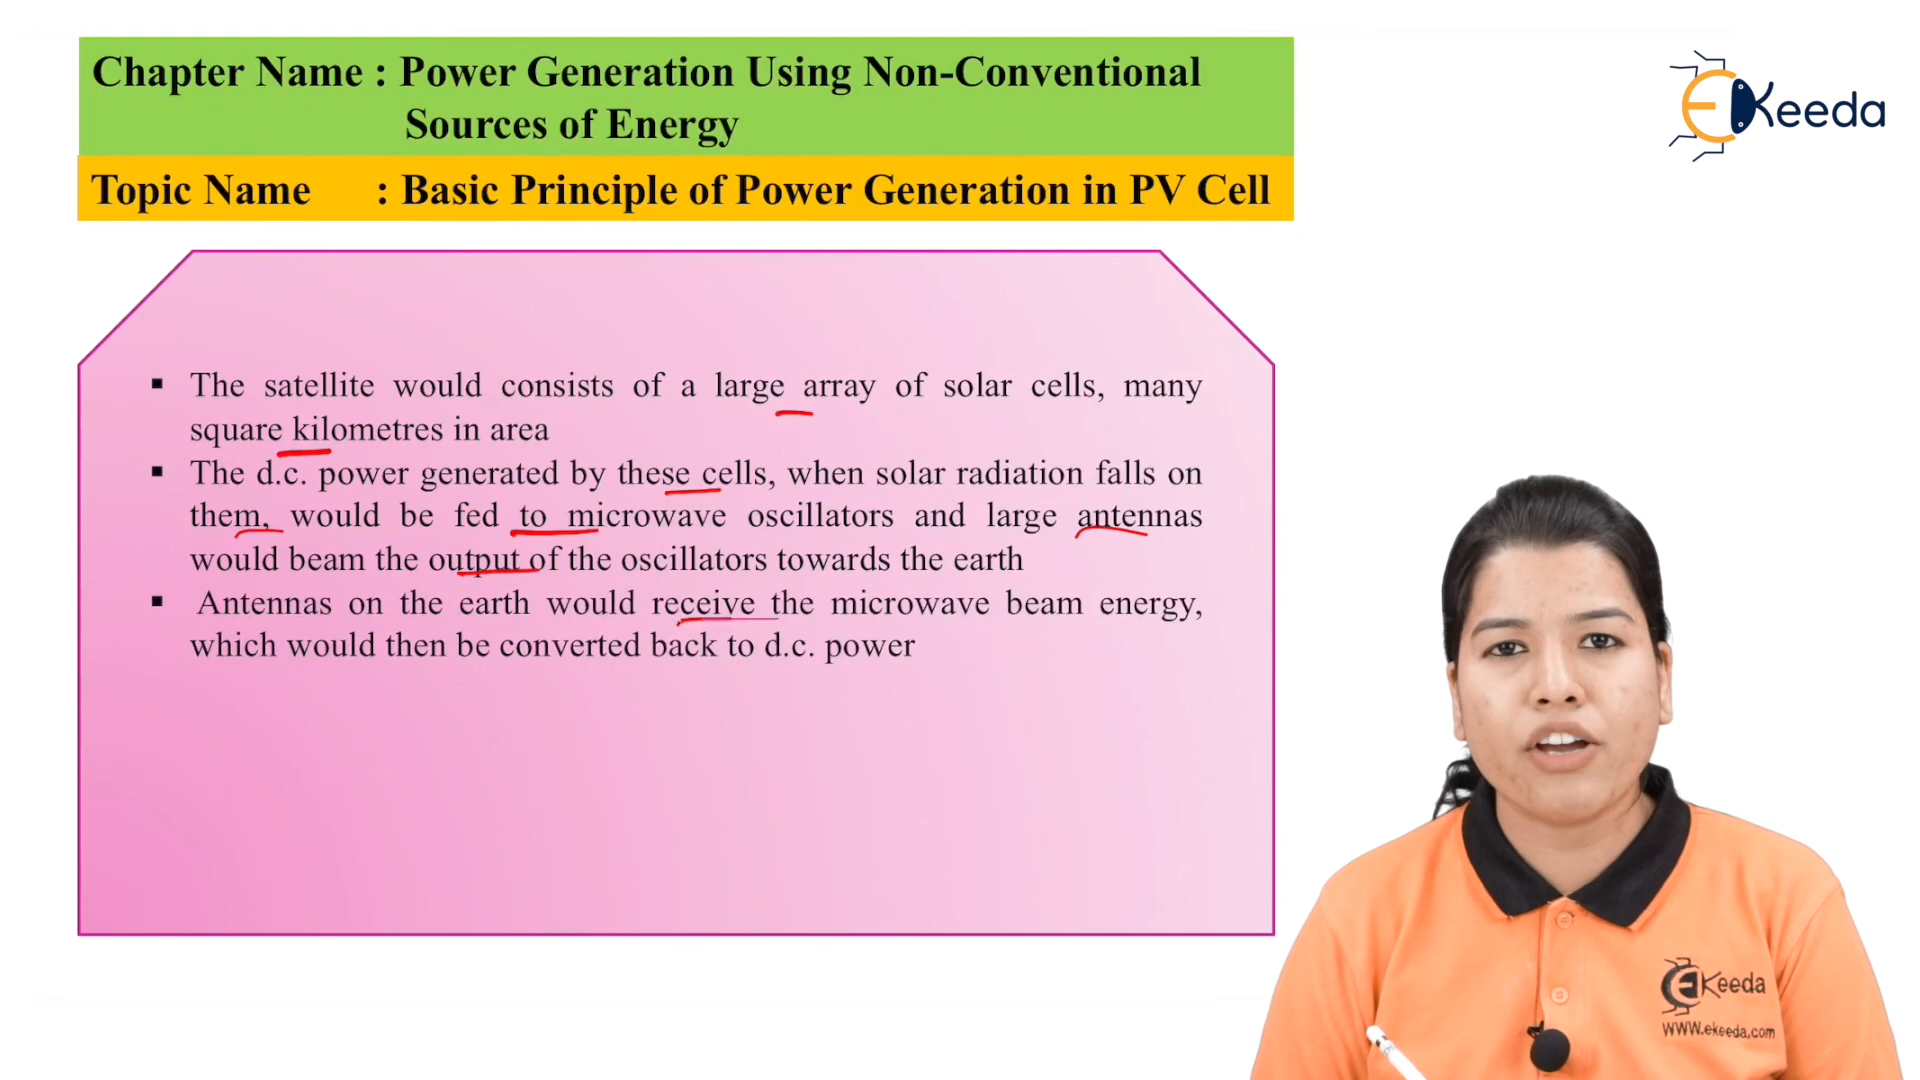 Chapter Name : Power Generation Using Non-Conventional
Sources of Energy
Topic Name : Basic Principle of Power Generation in PV Cell
EKeeda
▪ The satellite would consists of a large array of solar cells, many
square kilometres in area
▪ The d.c. power generated by these cells, when solar radiation falls on
them, would be fed to microwave oscillators and large antennas
would beam the output of the oscillators towards the earth
▪ Antennas on the earth would receive the microwave beam energy,
which would then be converted back to d.c. power
EKeeda
WWW.ekeeda.com